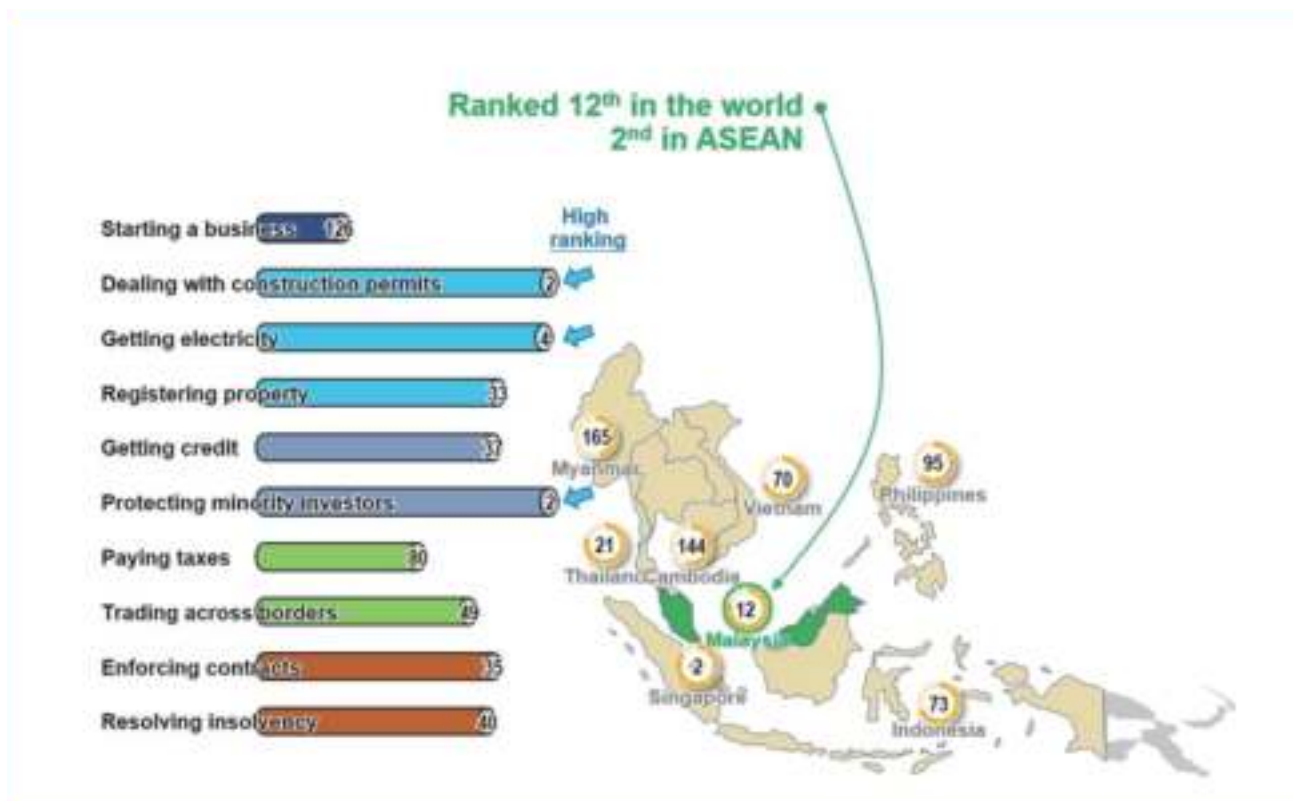 Ranked 12th in the world
2nd in ASEAN
High
ranking
Starting a business 126
Dealing with construction permits 2
Getting electricity 4
Registering property 33
Getting credit 37
Protecting minority investors 2
Paying taxes 80
Trading across borders 49
Enforcing contracts 35
Resolving insolvency 40
165
Myanmar
70
Vietnam
95
Philippines
21
Thailand
144
Cambodia
12
Malaysia
2
Singapore
73
Indonesia